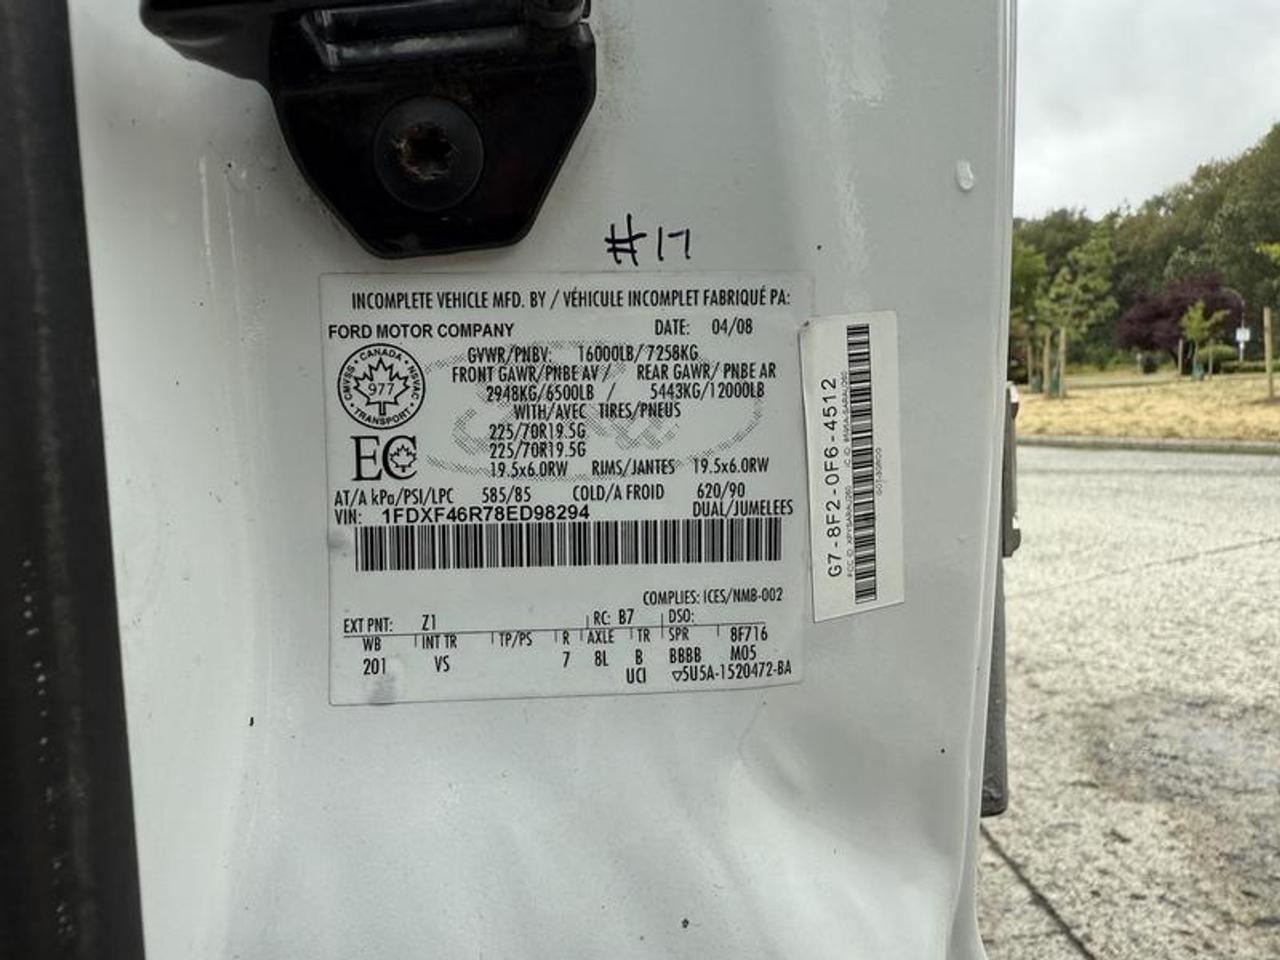 #17
INCOMPLETE VEHICLE MFD. BY / VÉHICULE INCOMPLET FABRIQUÉ PA:
FORD MOTOR COMPANY DATE: 04/08
GVWR/PNBV: 16000LB/7258KG
FRONT GAWR/PNBE AV / REAR GAWR/PNBE AR
2948KG/6500LB / 5443KG/12000LB
WITH/AVEC TIRES/PNEUS
225/70R19.5G
225/70R19.5G
19.5x6.0RW RIMS/JANTES 19.5x6.0RW
AT/A kPa/PSI/LPC 585/85 COLD/A FROID 620/90
VIN: 1FDXF46R78ED98294 DUAL/JUMELEES
COMPLIES: ICES/NMB-002
EXT PNT: Z1 RC: B7 DSO:
WB INT TR TP/PS R AXLE TR SPR 8F716
201 VS 7 8L B BBBB M05
UCI ▽5U5A-1520472-BA
CANADA
CMVSS NSVAC
977
TRANSPORT
EC
G7-8F2-0F6-4512